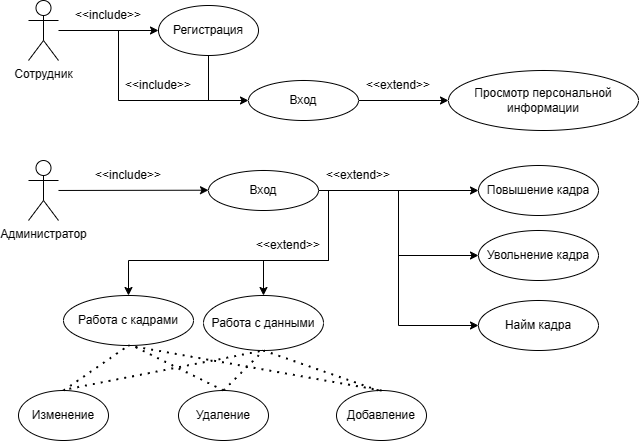 <<include>>
Регистрация
Сотрудник
<<include>>
<<extend>>
Вход
Просмотр персональной
информации
<<include>>
<<extend>>
Вход
Повышение кадра
Администратор
<<extend>>
Увольнение кадра
Работа с кадрами
Работа с данными
Найм кадра
Изменение
Удаление
Добавление